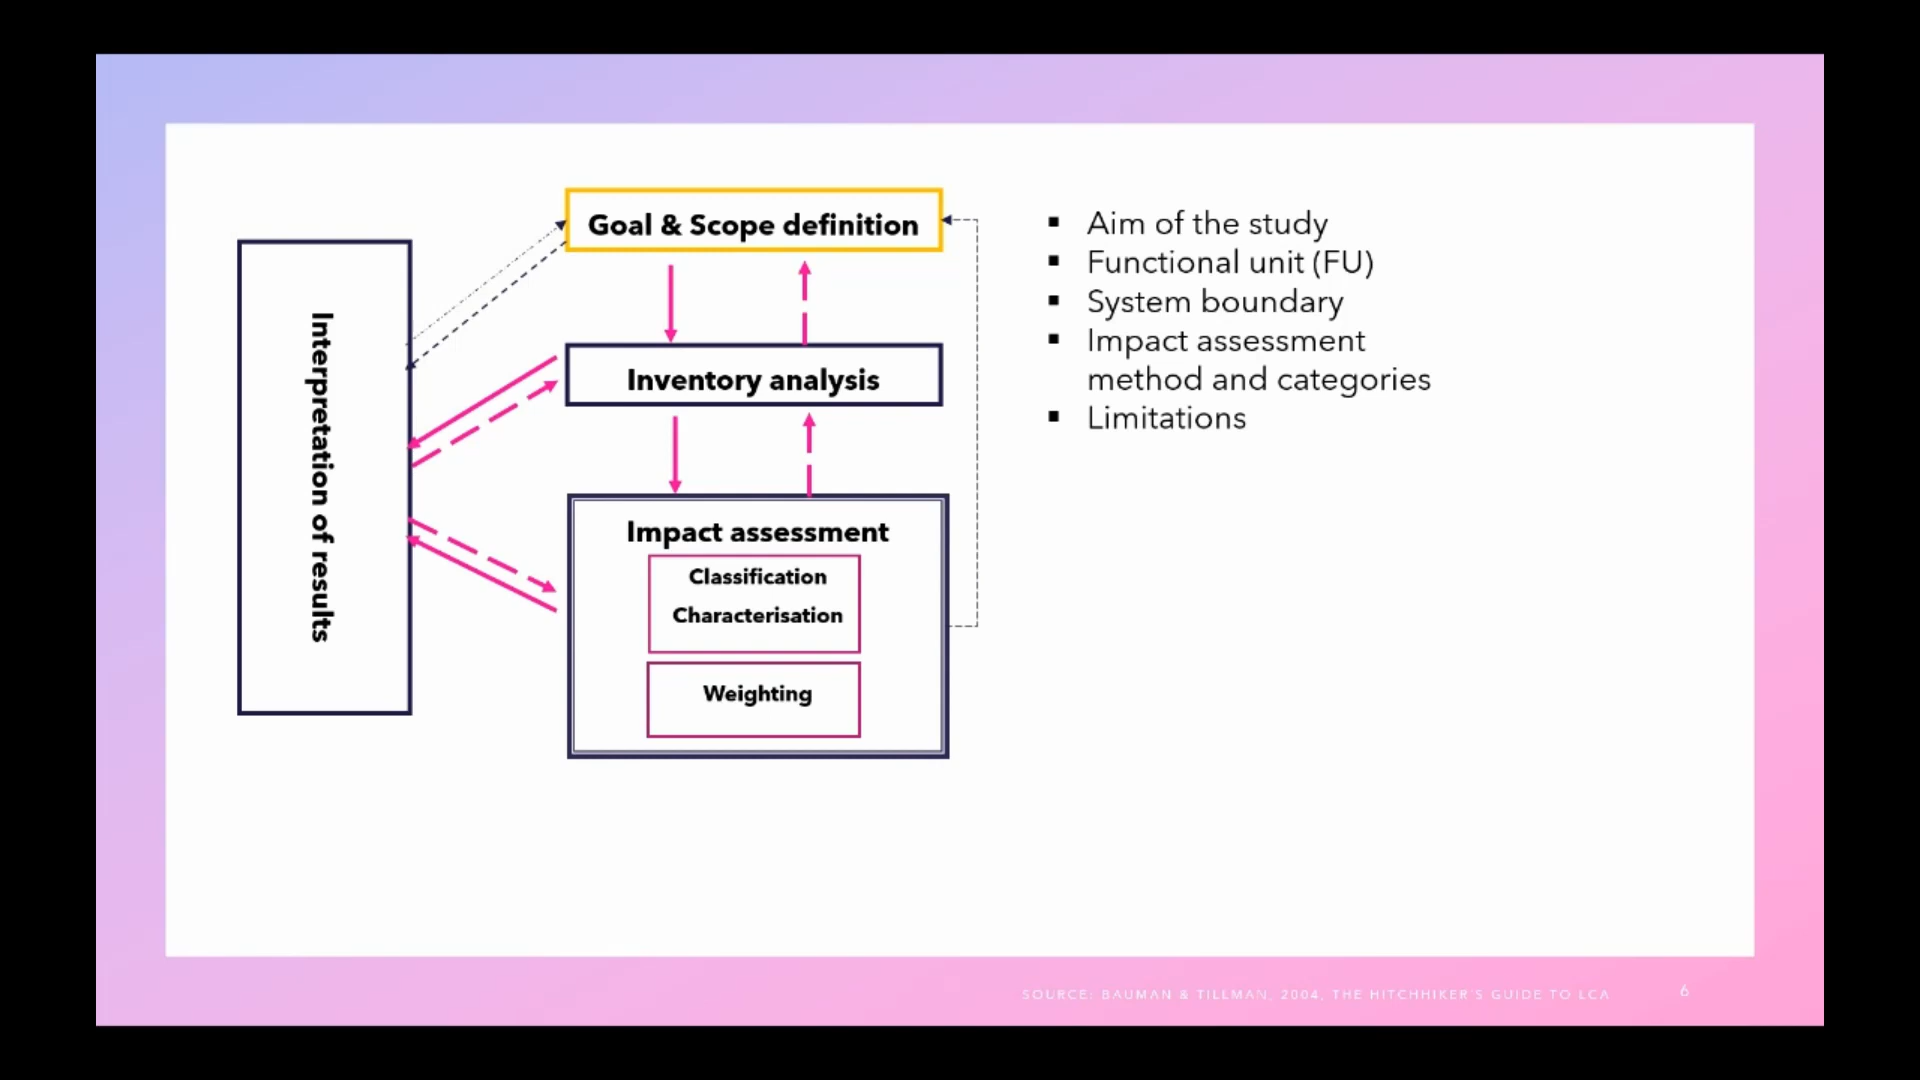 Goal & Scope definition
Inventory analysis
Impact assessment
Classification
Characterisation
Weighting
Interpretation of results
▪ Aim of the study
▪ Functional unit (FU)
▪ System boundary
▪ Impact assessment
method and categories
▪ Limitations
SOURCE: BAUMAN & TILLMAN, 2004, THE HITCHHIKER'S GUIDE TO LCA
6